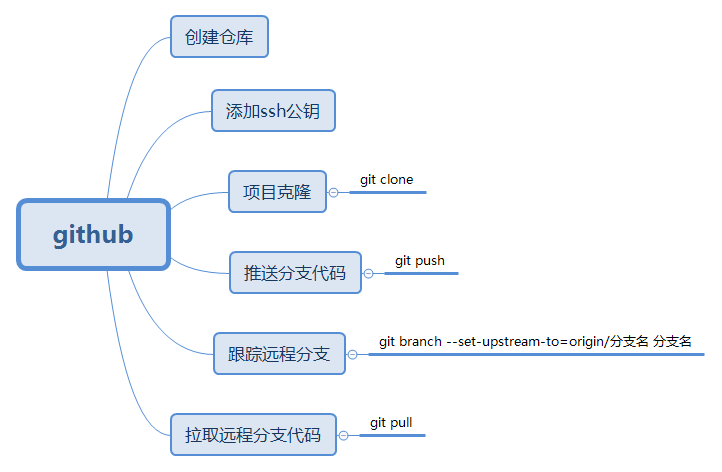 创建仓库
添加ssh公钥
项目克隆
git clone
github
推送分支代码
git push
跟踪远程分支
git branch --set-upstream-to=origin/分支名 分支名
拉取远程分支代码
git pull